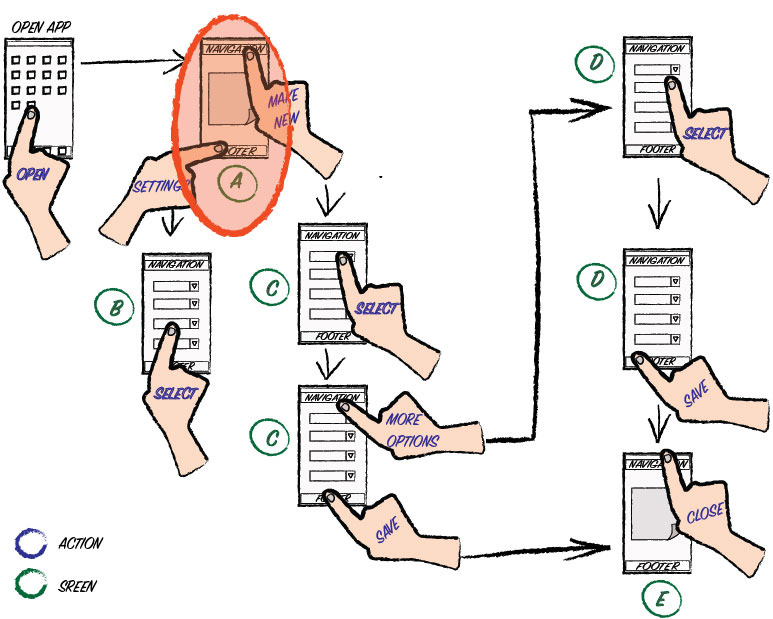 OPEN APP
OPEN
NAVIGATION
MAKE
NEW
FOOTER
SETTINGS
A
NAVIGATION
B
SELECT
FOOTER
NAVIGATION
C
SELECT
FOOTER
NAVIGATION
C
MORE
OPTIONS
FOOTER
SAVE
D
NAVIGATION
SELECT
FOOTER
NAVIGATION
D
FOOTER
SAVE
NAVIGATION
CLOSE
FOOTER
E
ACTION
SREEN